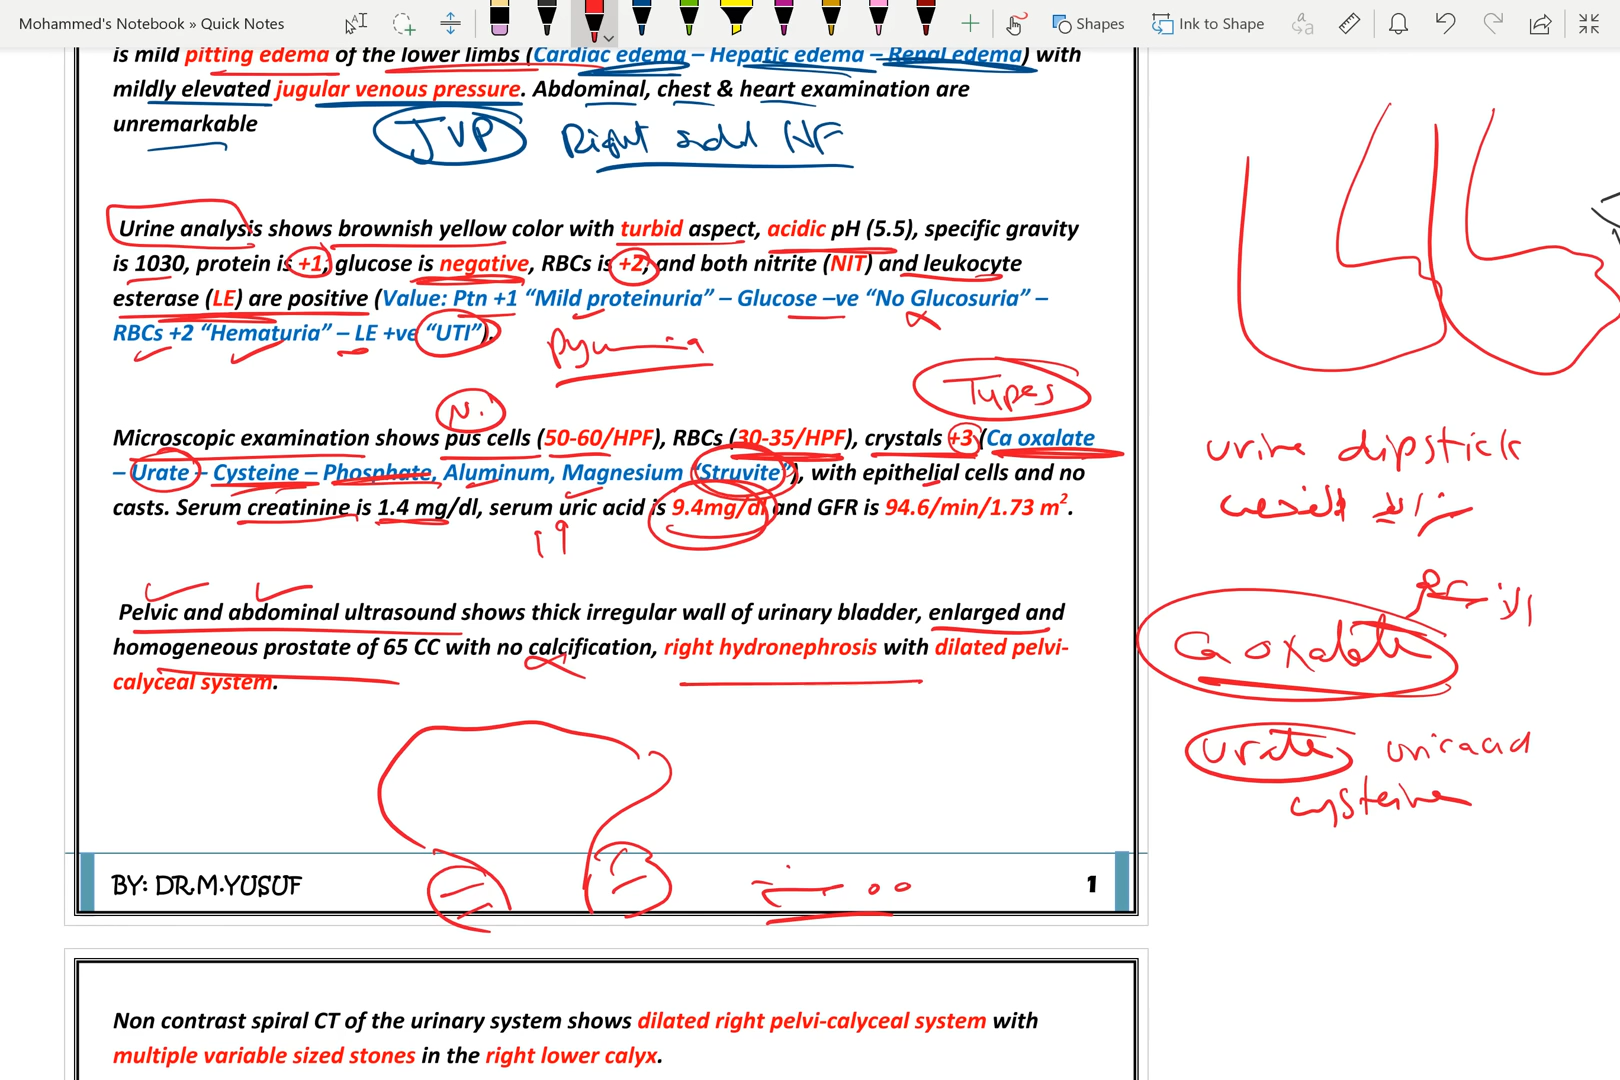 Mohammed's Notebook » Quick Notes
Shapes
Ink to Shape
is mild pitting edema of the lower limbs (Cardiac edema – Hepatic edema – Renal edema) with
mildly elevated jugular venous pressure. Abdominal, chest & heart examination are
unremarkable
JVP Right sided HF
Urine analysis shows brownish yellow color with turbid aspect, acidic pH (5.5), specific gravity
is 1030, protein is +1, glucose is negative, RBCs is +2, and both nitrite (NIT) and leukocyte
esterase (LE) are positive (Value: Ptn +1 “Mild proteinuria” – Glucose –ve “No Glucosuria” –
RBCs +2 “Hematuria” – LE +ve “UTI”).
Pyuria
Types
N.
Microscopic examination shows pus cells (50-60/HPF), RBCs (30-35/HPF), crystals +3 (Ca oxalate
– Urate – Cysteine – Phosphate, Aluminum, Magnesium “Struvite”), with epithelial cells and no
casts. Serum creatinine is 1.4 mg/dl, serum uric acid is 9.4mg/dl and GFR is 94.6/min/1.73 m².
urine dipstick
Pelvic and abdominal ultrasound shows thick irregular wall of urinary bladder, enlarged and
homogeneous prostate of 65 CC with no calcification, right hydronephrosis with dilated pelvi-
calyceal system.
Ca oxalate
urate uric acid
cysteine
BY: DR.M.YUSUF
1
Non contrast spiral CT of the urinary system shows dilated right pelvi-calyceal system with
multiple variable sized stones in the right lower calyx.